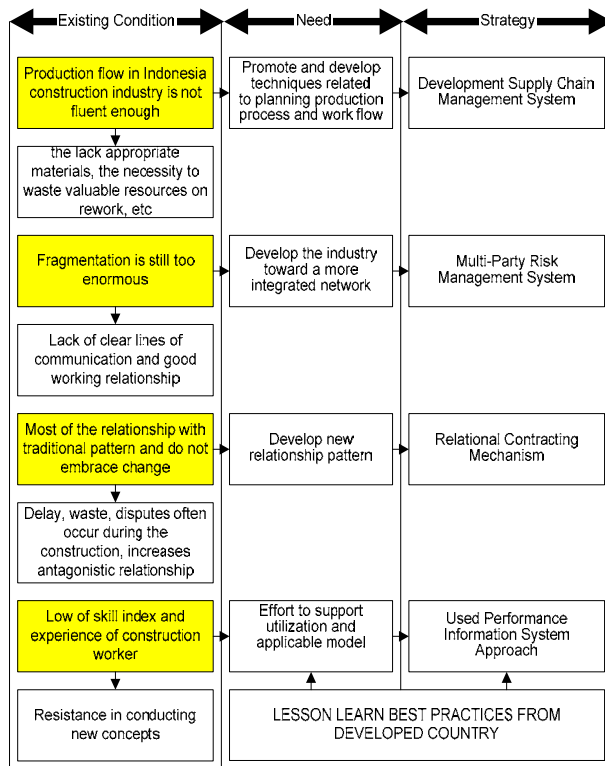 Existing Condition
Need
Strategy
Production flow in Indonesia
construction industry is not
fluent enough
Promote and develop
techniques related
to planning production
process and work flow
Development Supply Chain
Management System
the lack appropriate
materials, the necessity to
waste valuable resources on
rework, etc
Fragmentation is still too
enormous
Develop the industry
toward a more
integrated network
Multi-Party Risk
Management System
Lack of clear lines of
communication and good
working relationship
Most of the relationship with
traditional pattern and do not
embrace change
Develop new
relationship pattern
Relational Contracting
Mechanism
Delay, waste, disputes often
occur during the
construction, increases
antagonistic relationship
Low of skill index and
experience of construction
worker
Effort to support
utilization and
applicable model
Used Performance
Information System
Approach
Resistance in conducting
new concepts
LESSON LEARN BEST PRACTICES FROM
DEVELOPED COUNTRY